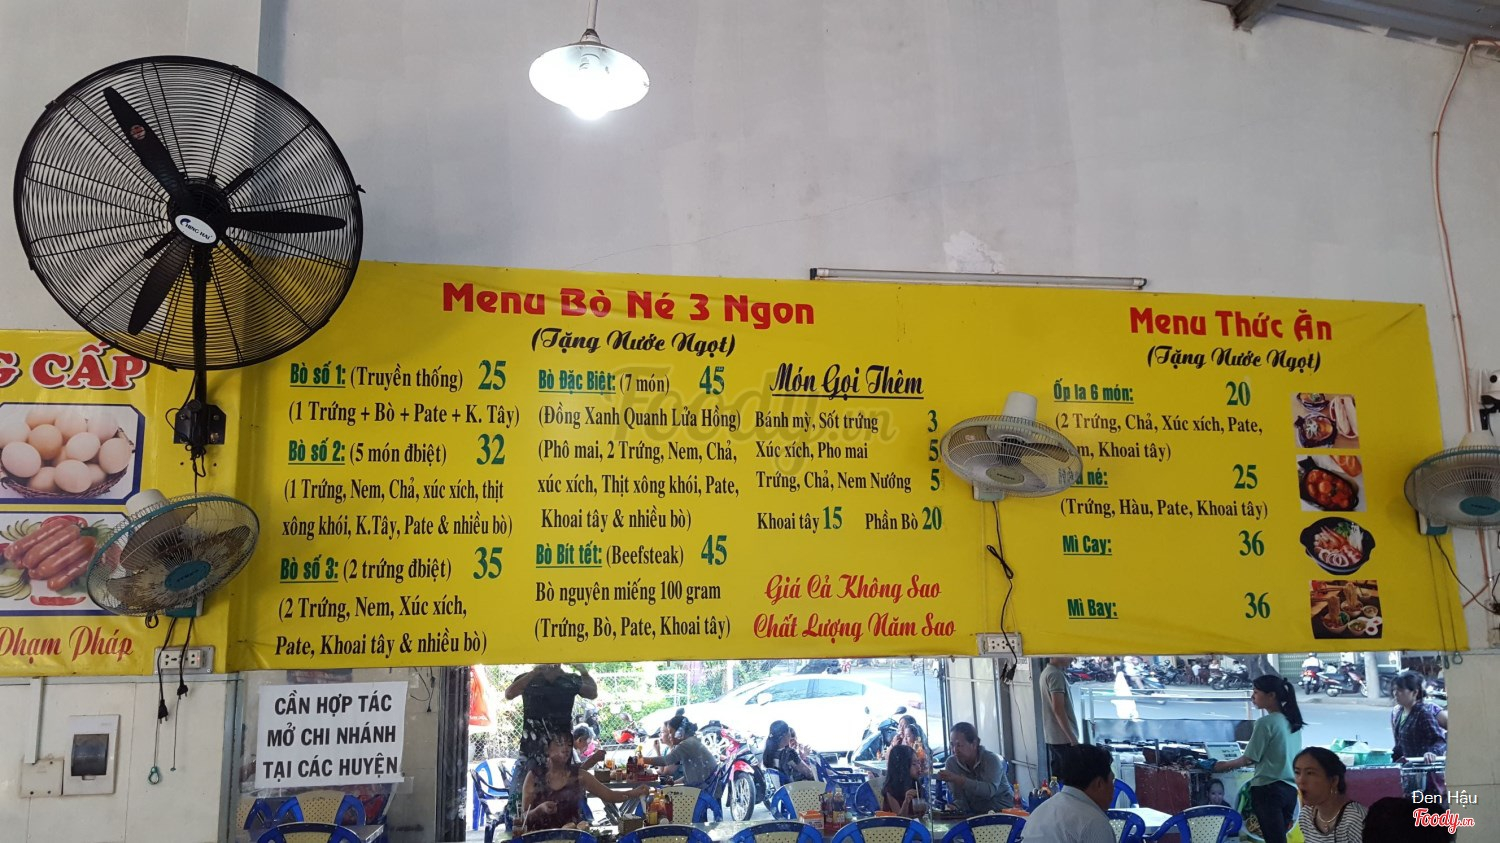 G CẤP
Phạm Pháp
Menu Bò Né 3 Ngon
(Tặng Nước Ngọt)
Bò số 1: (Truyền thống) 25
(1 Trứng + Bò + Pate + K. Tây)
Bò số 2: (5 món đbiệt) 32
(1 Trứng, Nem, Chả, xúc xích, thịt
xông khói, K.Tây, Pate & nhiều bò)
Bò số 3: (2 trứng đbiệt) 35
(2 Trứng, Nem, Xúc xích,
Pate, Khoai tây & nhiều bò)
Bò Đặc Biệt: (7 món) 45
(Đồng Xanh Quanh Lửa Hồng)
(Phô mai, 2 Trứng, Nem, Chả,
xúc xích, Thịt xông khói, Pate,
Khoai tây & nhiều bò)
Bò Bít tết: (Beefsteak) 45
Bò nguyên miếng 100 gram
(Trứng, Bò, Pate, Khoai tây)
Món Gọi Thêm
Bánh mỳ, Sốt trứng 3
Xúc xích, Pho mai 5
Trứng, Chả, Nem Nướng 5
Khoai tây 15 Phần Bò 20
Giá Cả Không Sao
Chất Lượng Năm Sao
Menu Thức Ăn
(Tặng Nước Ngọt)
Ốp la 6 món: 20
(2 Trứng, Chả, Xúc xích, Pate,
Khoai tây)
né: 25
(Trứng, Hàu, Pate, Khoai tây)
Mì Cay: 36
Mì Bay: 36
CẦN HỢP TÁC
MỞ CHI NHÁNH
TẠI CÁC HUYỆN
Foody.vn
Đen Hậu
Foody.vn